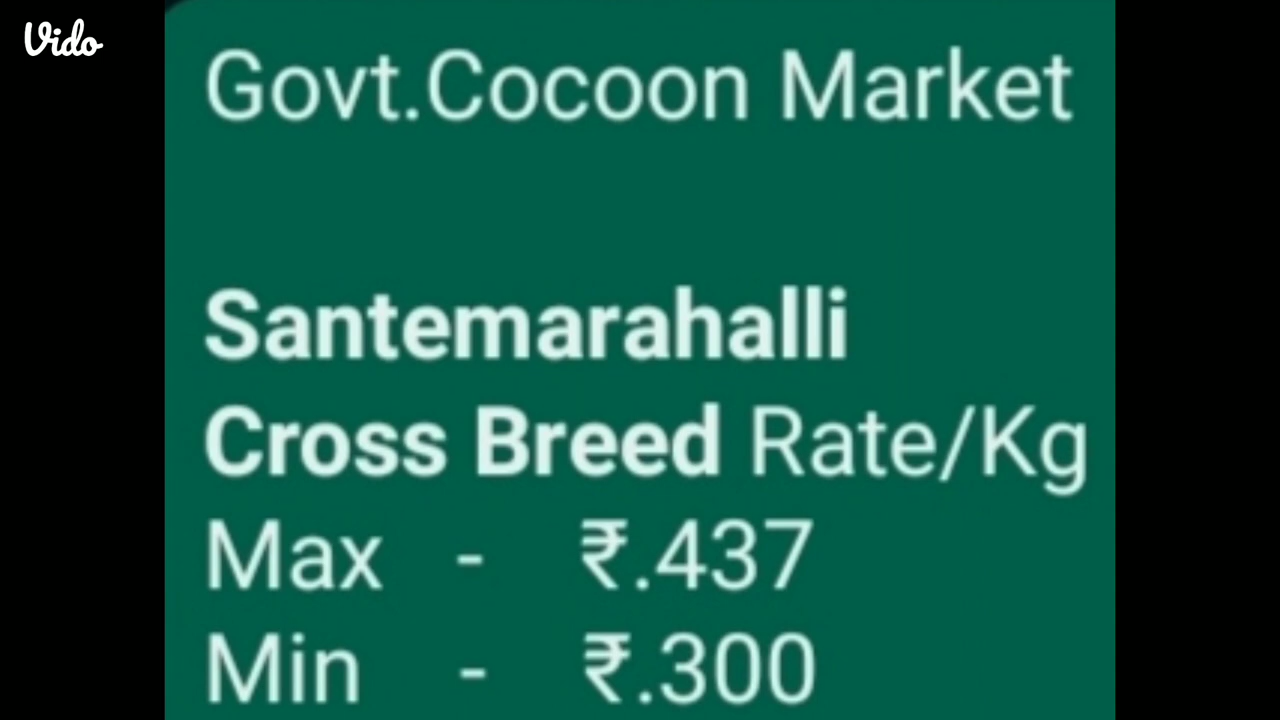 Vido
Govt.Cocoon Market
Santemarahalli
Cross Breed Rate/Kg
Max - ₹.437
Min - ₹.300